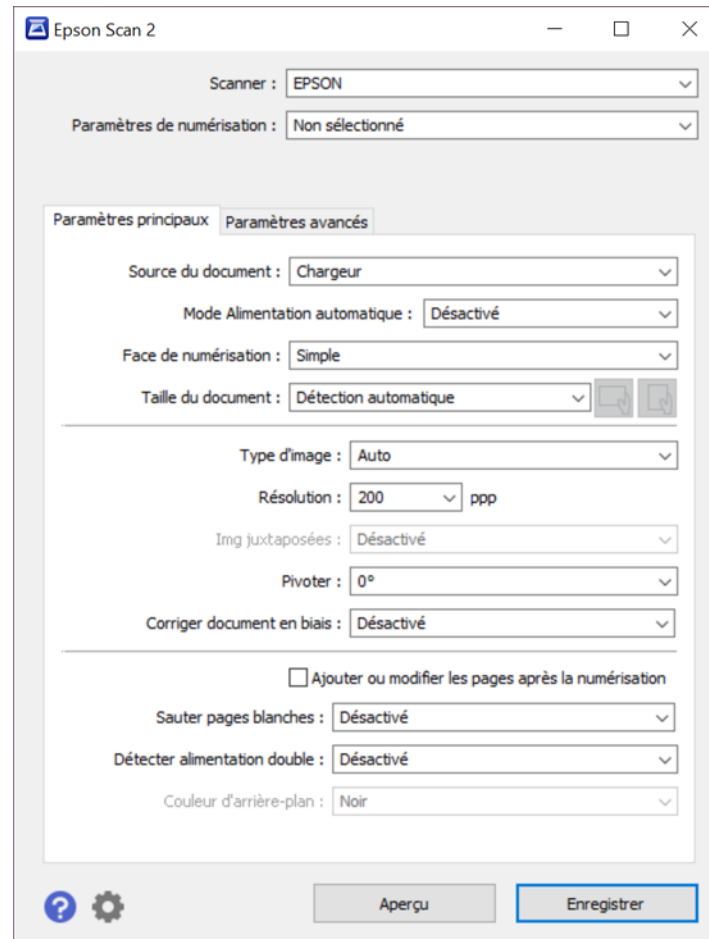 Epson Scan 2
Scanner : EPSON
Paramètres de numérisation : Non sélectionné
Paramètres principaux Paramètres avancés
Source du document : Chargeur
Mode Alimentation automatique : Désactivé
Face de numérisation : Simple
Taille du document : Détection automatique
Type d'image : Auto
Résolution : 200 ppp
Img juxtaposées : Désactivé
Pivoter : 0°
Corriger document en biais : Désactivé
Ajouter ou modifier les pages après la numérisation
Sauter pages blanches : Désactivé
Détecter alimentation double : Désactivé
Couleur d'arrière-plan : Noir
? Aperçu Enregistrer